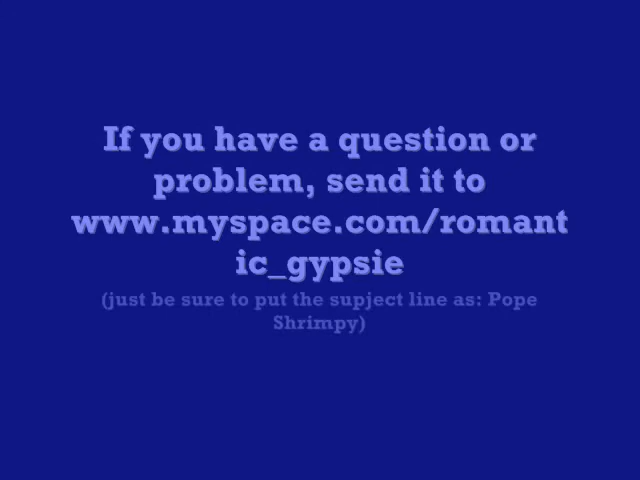 If you have a question or
problem, send it to
www.myspace.com/romant
ic_gypsie
(just be sure to put the supject line as: Pope
Shrimpy)